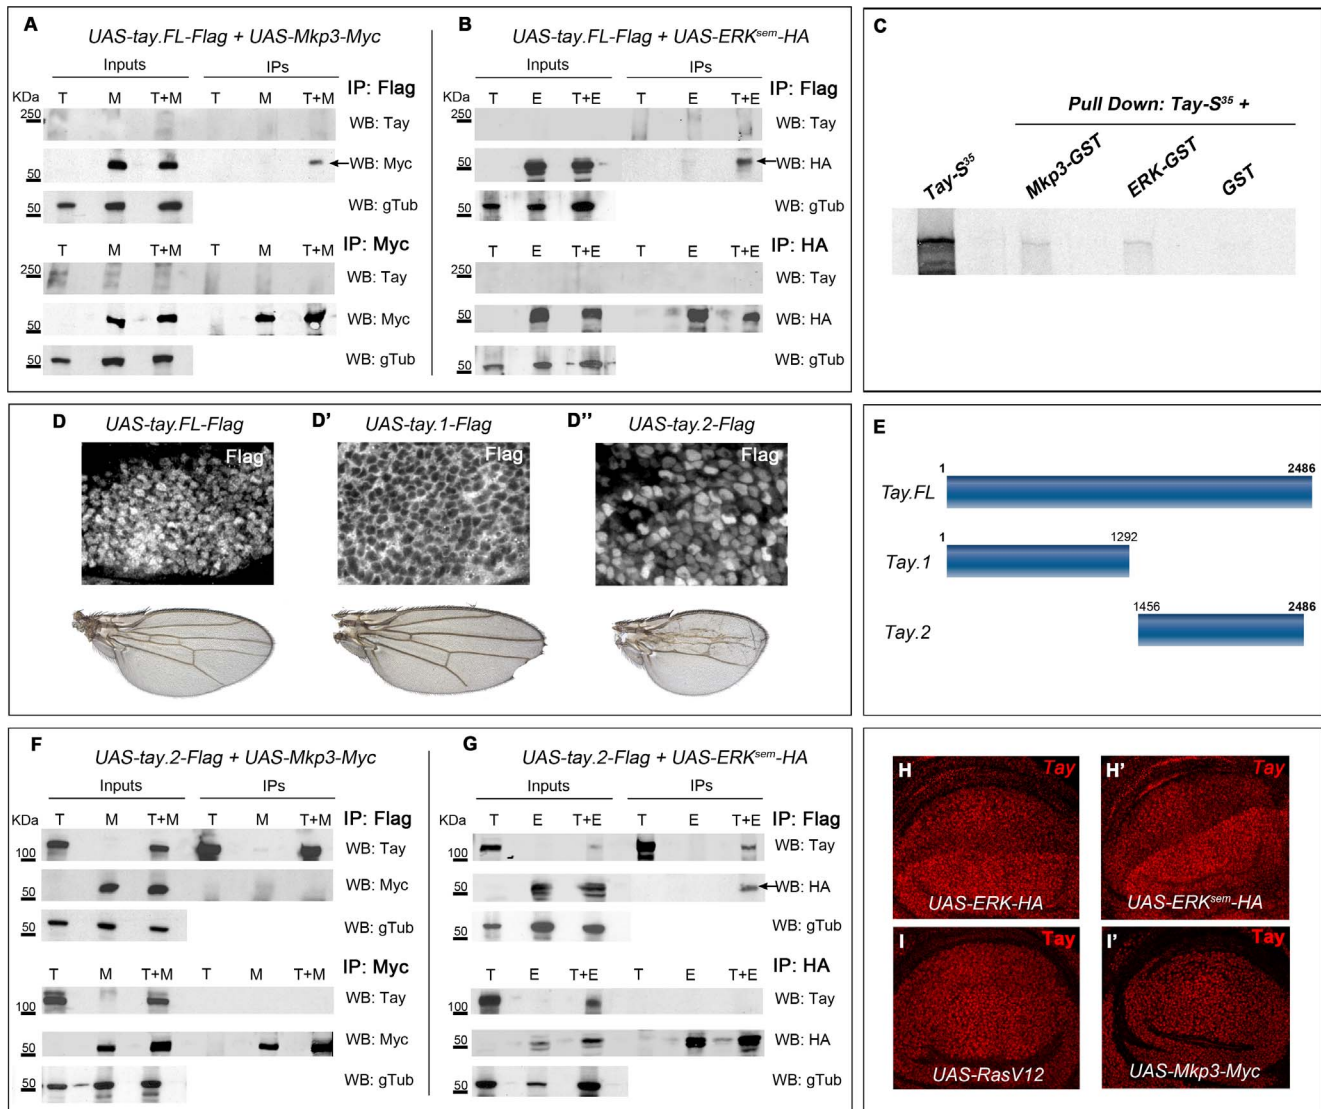 A
UAS-tay.FL-Flag + UAS-Mkp3-Myc
Inputs IPs
IP: Flag
KDa T M T+M T M T+M
250 WB: Tay
50 WB: Myc
50 WB: gTub
T M T+M T M T+M IP: Myc
250 WB: Tay
50 WB: Myc
50 WB: gTub
B
UAS-tay.FL-Flag + UAS-ERKsem-HA
Inputs IPs
IP: Flag
KDa T E T+E T E T+E
250 WB: Tay
50 WB: HA
50 WB: gTub
T E T+E T E T+E IP: HA
250 WB: Tay
50 WB: HA
50 WB: gTub
C
Pull Down: Tay-S35 +
Tay-S35 Mkp3-GST ERK-GST GST
D UAS-tay.FL-Flag
Flag
D' UAS-tay.1-Flag
Flag
D'' UAS-tay.2-Flag
Flag
E
1 2486
Tay.FL
1 1292
Tay.1
1456 2486
Tay.2
F
UAS-tay.2-Flag + UAS-Mkp3-Myc
Inputs IPs
KDa T M T+M T M T+M IP: Flag
100 WB: Tay
50 WB: Myc
50 WB: gTub
T M T+M T M T+M IP: Myc
100 WB: Tay
50 WB: Myc
50 WB: gTub
G
UAS-tay.2-Flag + UAS-ERKsem-HA
Inputs IPs
KDa T E T+E T E T+E IP: Flag
100 WB: Tay
50 WB: HA
50 WB: gTub
T E T+E T E T+E IP: HA
100 WB: Tay
50 WB: HA
50 WB: gTub
H Tay
UAS-ERK-HA
H' Tay
UAS-ERKsem-HA
I Tay
UAS-RasV12
I' Tay
UAS-Mkp3-Myc